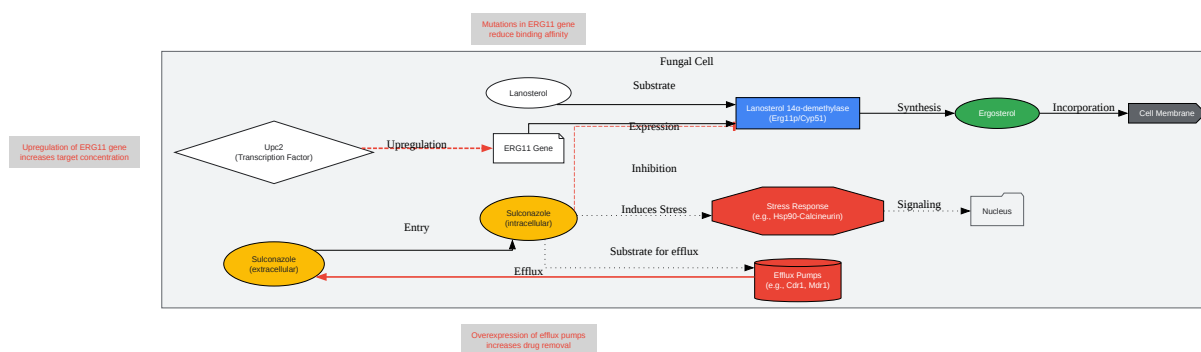 Mutations in ERG11 gene
reduce binding affinity
Fungal Cell
Lanosterol
Substrate
Lanosterol 14α-demethylase
(Erg11p/Cyp51)
Synthesis
Ergosterol
Incorporation
Cell Membrane
Expression
Upregulation of ERG11 gene
increases target concentration
Upc2
(Transcription Factor)
Upregulation
ERG11 Gene
Inhibition
Sulconazole
(intracellular)
Induces Stress
Stress Response
(e.g., Hsp90-Calcineurin)
Signaling
Nucleus
Entry
Substrate for efflux
Sulconazole
(extracellular)
Efflux
Efflux Pumps
(e.g., Cdr1, Mdr1)
Overexpression of efflux pumps
increases drug removal